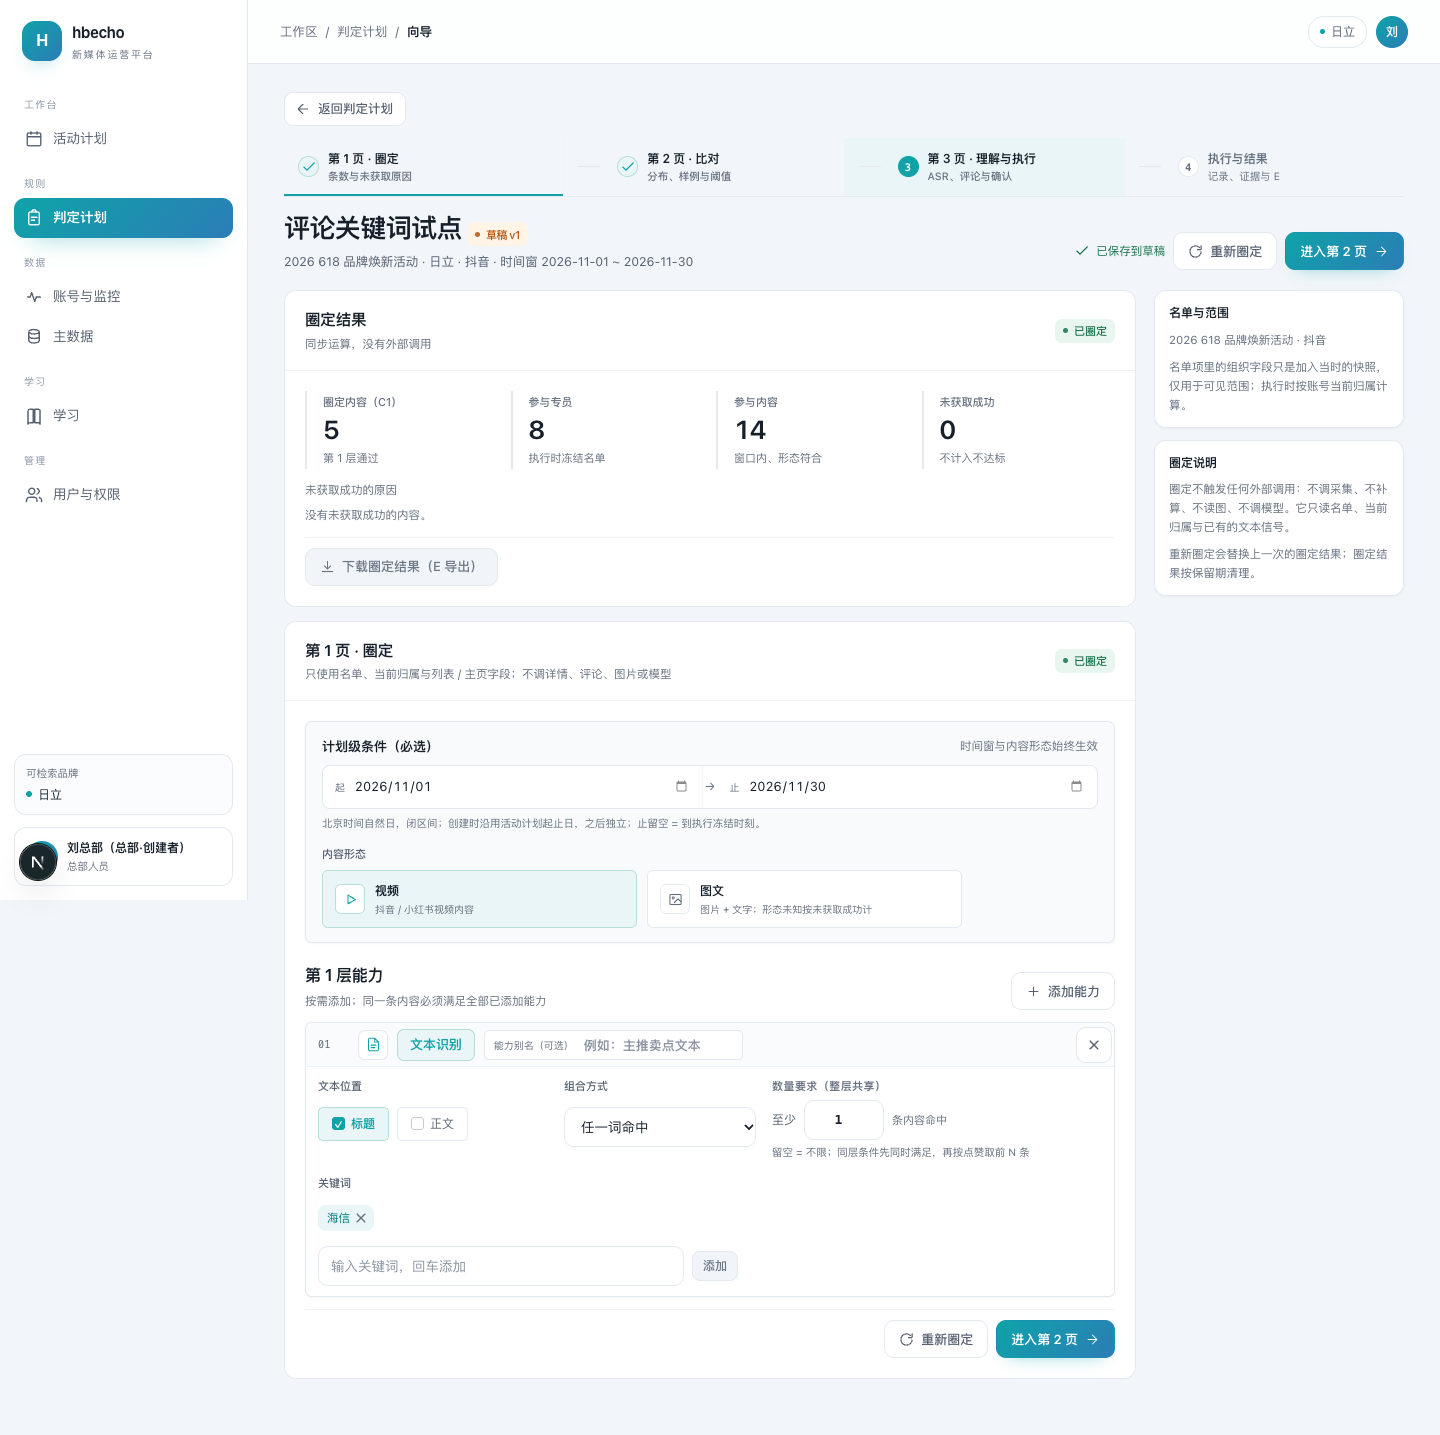 H
hbecho
新媒体运营平台
工作台
活动计划
规则
判定计划
数据
账号与监控
主数据
学习
学习
管理
用户与权限
可检索品牌
日立
N
刘总部（总部·创建者）
总部人员
工作区 / 判定计划 / 向导
日立
刘
返回判定计划
第 1 页 · 圈定
条数与未获取原因
第 2 页 · 比对
分布、样例与阈值
3
第 3 页 · 理解与执行
ASR、评论与确认
4
执行与结果
记录、证据与 E
评论关键词试点
草稿 v1
2026 618 品牌焕新活动 · 日立 · 抖音 · 时间窗 2026-11-01 ~ 2026-11-30
已保存到草稿
重新圈定
进入第 2 页
圈定结果
同步运算，没有外部调用
已圈定
圈定内容（C1）
5
第 1 层通过
参与专员
8
执行时冻结名单
参与内容
14
窗口内、形态符合
未获取成功
0
不计入不达标
未获取成功的原因
没有未获取成功的内容。
下载圈定结果（E 导出）
名单与范围
2026 618 品牌焕新活动 · 抖音
名单项里的组织字段只是加入当时的快照，
仅用于可见范围；执行时按账号当前归属计
算。
圈定说明
圈定不触发任何外部调用：不调采集、不补
算、不读图、不调模型。它只读名单、当前
归属与已有的文本信号。
重新圈定会替换上一次的圈定结果；圈定结
果按保留期清理。
第 1 页 · 圈定
只使用名单、当前归属与列表 / 主页字段；不调详情、评论、图片或模型
已圈定
计划级条件（必选）
时间窗与内容形态始终生效
起 2026/11/01
止 2026/11/30
北京时间自然日，闭区间；创建时沿用活动计划起止日，之后独立；止留空 = 到执行冻结时刻。
内容形态
视频
抖音 / 小红书视频内容
图文
图片 + 文字；形态未知按未获取成功计
第 1 层能力
按需添加；同一条内容必须满足全部已添加能力
添加能力
01
文本识别
能力别名（可选） 例如：主推卖点文本
文本位置
标题
正文
组合方式
任一词命中
数量要求（整层共享）
至少 1 条内容命中
留空 = 不限；同层条件先同时满足，再按点赞取前 N 条
关键词
海信
输入关键词，回车添加
添加
重新圈定
进入第 2 页